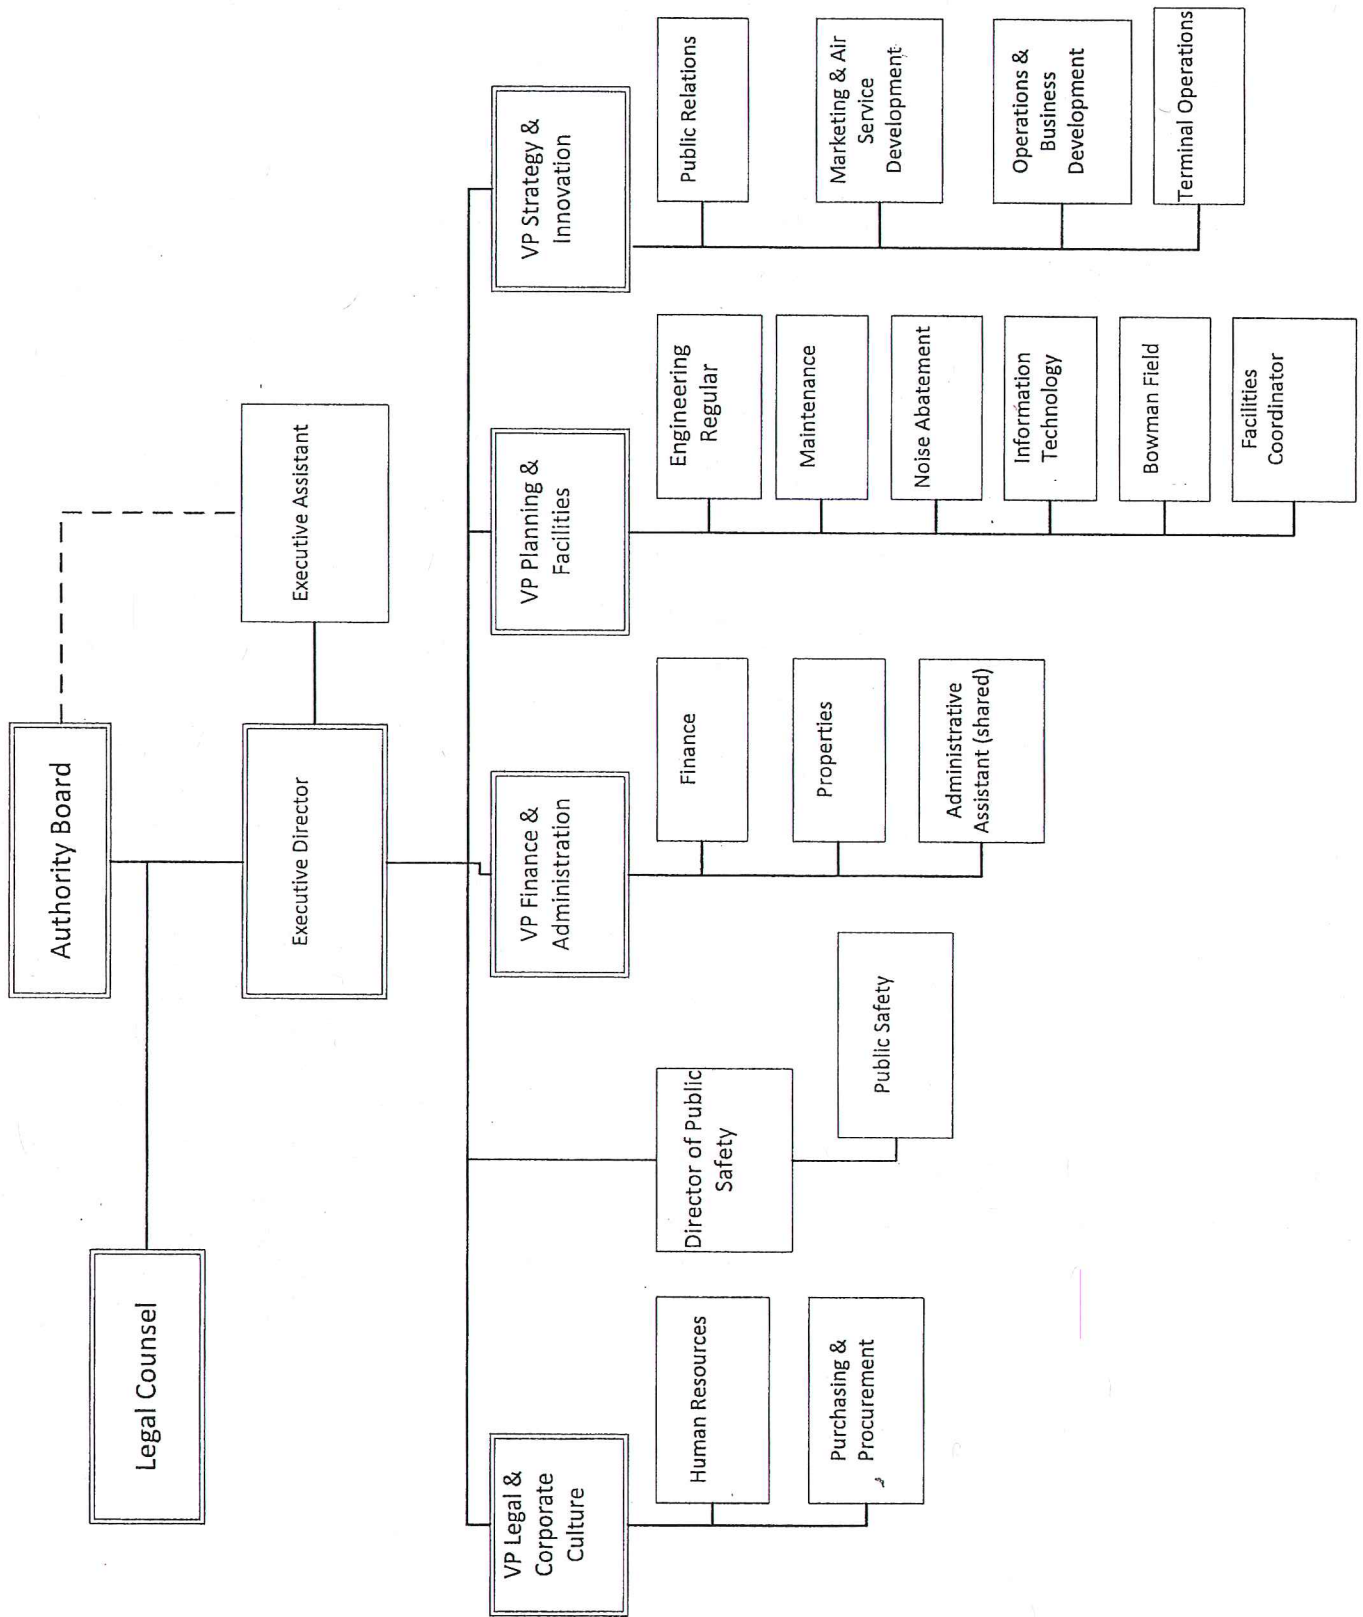 Authority Board
Legal Counsel
Executive Director
Executive Assistant
VP Legal &
Corporate
Culture
VP Finance &
Administration
VP Planning &
Facilities
VP Strategy &
Innovation
Human Resources
Purchasing &
Procurement
Director of Public
Safety
Public Safety
Finance
Properties
Administrative
Assistant (shared)
Engineering
Regular
Maintenance
Noise Abatement
Information
Technology
Bowman Field
Facilities
Coordinator
Public Relations
Marketing & Air
Service
Development
Operations &
Business
Development
Terminal Operations